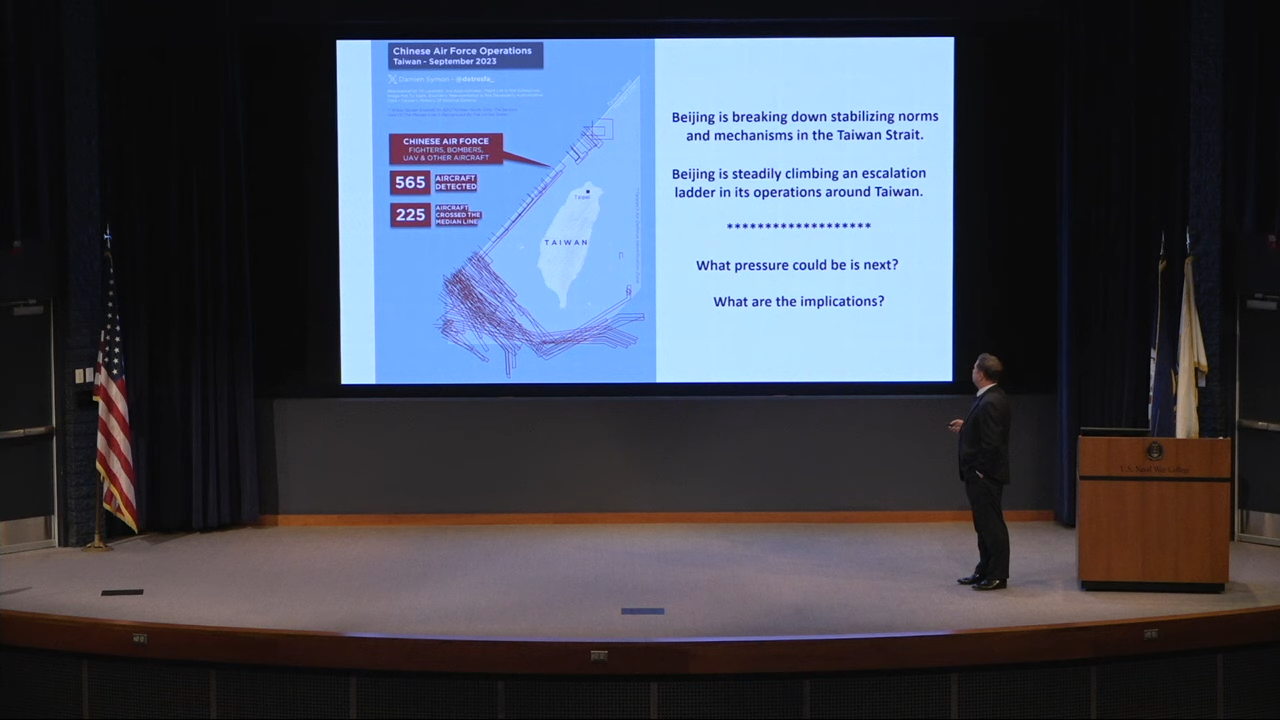 Chinese Air Force Operations
Taiwan - September 2023
Damien Symon - @detresfa_
CHINESE AIR FORCE
FIGHTERS, BOMBERS,
UAV & OTHER AIRCRAFT
565 AIRCRAFT
DETECTED
225 AIRCRAFT
CROSSED THE
MEDIAN LINE
Taipei
TAIWAN
Beijing is breaking down stabilizing norms
and mechanisms in the Taiwan Strait.
Beijing is steadily climbing an escalation
ladder in its operations around Taiwan.
*******************
What pressure could be is next?
What are the implications?
U.S. Naval War College